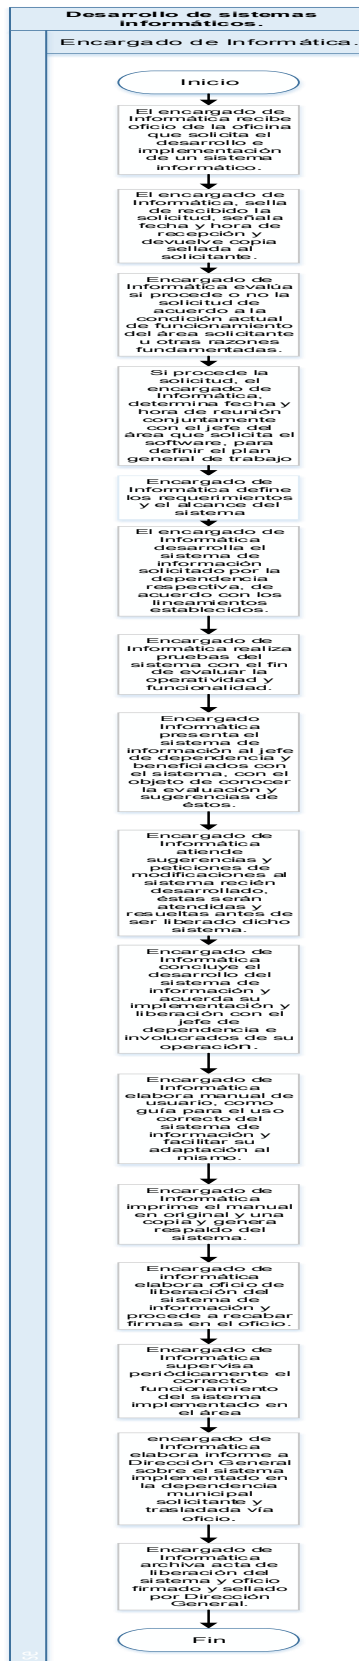 Desarrollo de sistemas
informáticos.
Encargado de Informática.
Inicio
El encargado de
Informática recibe
oficio de la oficina
que solicita el
desarrollo e
implementación
de un sistema
informático.
El encargado de
Informática, sella
de recibido la
solicitud, señala
fecha y hora de
recepción y
devuelve copia
sellada al
solicitante.
Encargado de
Informática evalúa
si procede o no la
solicitud de
acuerdo a la
condición actual
de funcionamiento
del área solicitante
u otras razones
fundamentadas.
Si procede la
solicitud, el
encargado de
Informática,
determina fecha y
hora de reunión
conjuntamente
con el jefe del
área que solicita el
software, para
definir el plan
general de trabajo
Encargado de
Informática define
los requerimientos
y el alcance del
sistema
El encargado de
Informática
desarrolla el
sistema de
información
solicitado por la
dependencia
respectiva, de
acuerdo con los
lineamientos
establecidos.
Encargado de
Informática realiza
pruebas del
sistema con el fin
de evaluar la
operatividad y
funcionalidad.
Encargado
Informática
presenta el
sistema de
información al jefe
de dependencia y
beneficiados con
el sistema, con el
objeto de conocer
la evaluación y
sugerencias de
éstos.
Encargado de
Informática
atiende
sugerencias y
peticiones de
modificaciones al
sistema recién
desarrollado,
éstas serán
atendidas y
resueltas antes de
ser liberado dicho
sistema.
Encargado de
Informática
concluye el
desarrollo del
sistema de
información y
acuerda su
implementación y
liberación con el
jefe de
dependencia e
involucrados de su
operación.
Encargado de
Informática
elabora manual de
usuario, como
guía para el uso
correcto del
sistema de
información y
facilitar su
adaptación al
mismo.
Encargado de
Informática
imprime el manual
en original y una
copia y genera
respaldo del
sistema.
Encargado de
informática
elabora oficio de
liberación del
sistema de
información y
procede a recabar
firmas en el oficio.
Encargado de
Informática
supervisa
periódicamente el
correcto
funcionamiento
del sistema
implementado en
el área
encargado de
Informática
elabora informe a
Dirección General
sobre el sistema
implementado en
la dependencia
municipal
solicitante y
trasladada vía
oficio.
Encargado de
Informática
archiva acta de
liberación del
sistema y oficio
firmado y sellado
por Dirección
General.
Fin